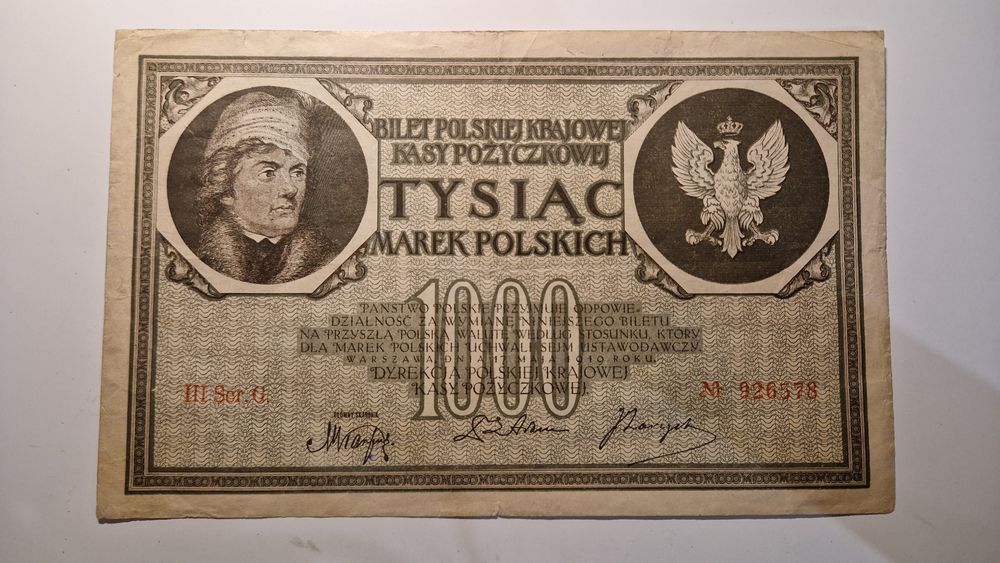 BILET POLSKIEJ KRAJOWEJ
KASY POŻYCZKOWEJ
TYSIĄC
MAREK POLSKICH
1000
PAŃSTWO POLSKIE PRZYJMUJE ODPOWIE-
DZIALNOŚĆ ZA WYMIANĘ NINIEJSZEGO BILETU
NA PRZYSZŁĄ POLSKĄ WALUTĘ WEDŁUG STOSUNKU, KTÓRY
DLA MAREK POLSKICH UCHWALI SEJM USTAWODAWCZY.
WARSZAWA, DNIA 17 MAJA 1919 ROKU.
DYREKCJA POLSKIEJ KRAJOWEJ
KASY POŻYCZKOWEJ.
III Ser. G.
№ 926578
GŁÓWNY SKARBNIK